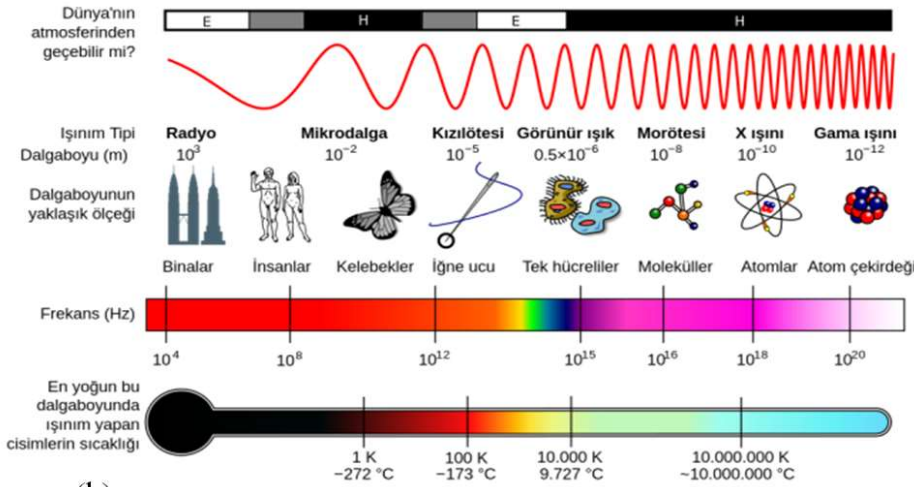 Dünya'nın
atmosferinden
geçebilir mi?
E H E H
Işınım Tipi Radyo Mikrodalga Kızılötesi Görünür ışık Morötesi X ışını Gama ışını
Dalgaboyu (m) 10³ 10⁻² 10⁻⁵ 0.5×10⁻⁶ 10⁻⁸ 10⁻¹⁰ 10⁻¹²
Dalgaboyunun
yaklaşık ölçeği
Binalar İnsanlar Kelebekler İğne ucu Tek hücreliler Moleküller Atomlar Atom çekirdeği
Frekans (Hz)
10⁴ 10⁸ 10¹² 10¹⁵ 10¹⁶ 10¹⁸ 10²⁰
En yoğun bu
dalgaboyunda
ışınım yapan
cisimlerin sıcaklığı
1 K 100 K 10.000 K 10.000.000 K
−272 °C −173 °C 9.727 °C ~10.000.000 °C